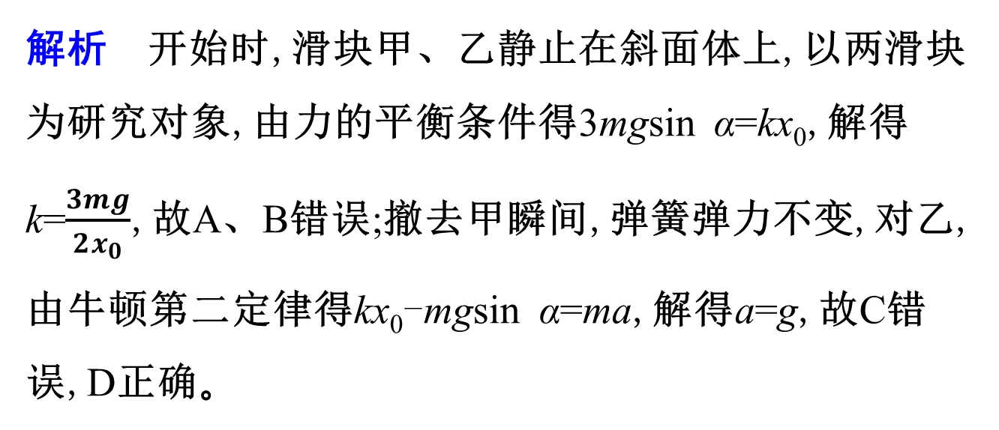 解析 开始时,滑块甲、乙静止在斜面体上,以两滑块
为研究对象,由力的平衡条件得3mgsin α=kx₀,解得
k=3mg/2x₀,故A、B错误;撤去甲瞬间,弹簧弹力不变,对乙,
由牛顿第二定律得kx₀-mgsin α=ma,解得a=g,故C错
误,D正确。